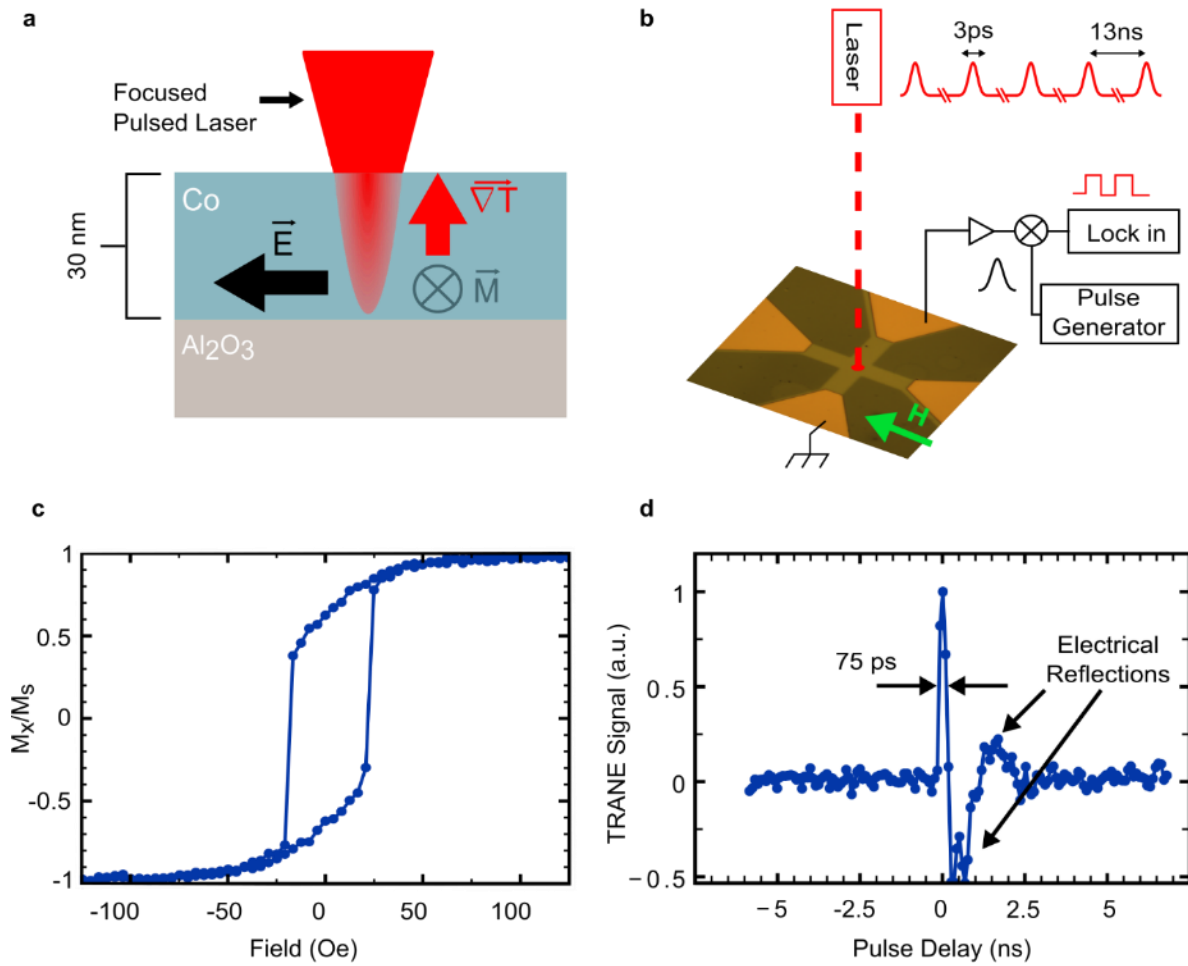 a
Focused
Pulsed Laser
Co
30 nm
E
∇T
M
Al2O3
b
Laser
3ps
13ns
Lock in
Pulse
Generator
H
c
1
0.5
0
-0.5
-1
Mx/Ms
-100
-50
0
50
100
Field (Oe)
d
1
0.5
0
−0.5
TRANE Signal (a.u.)
75 ps
Electrical
Reflections
−5
-2.5
0
2.5
5
Pulse Delay (ns)